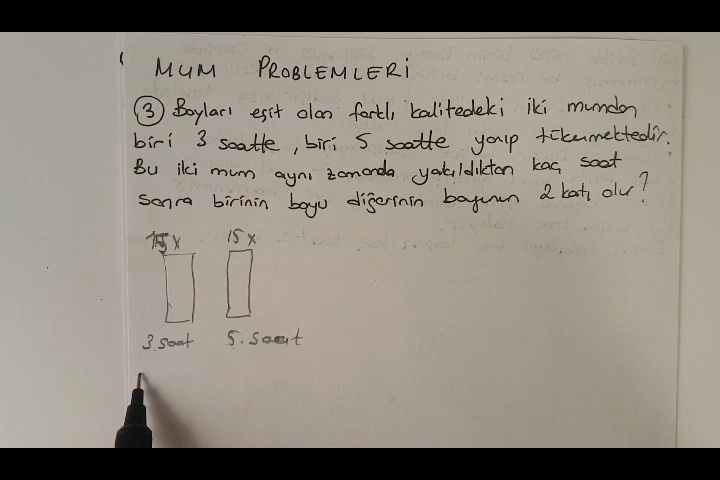 MUM PROBLEMLERİ
3 Boyları eşit olan farklı kalitedeki iki mumdan
biri 3 saatte, biri 5 saatte yanıp tükenmektedir.
Bu iki mum aynı zamanda yakıldıktan kaç saat
sonra birinin boyu diğerinin boyunun 2 katı olur?
15x 15x
3.saat 5.saat